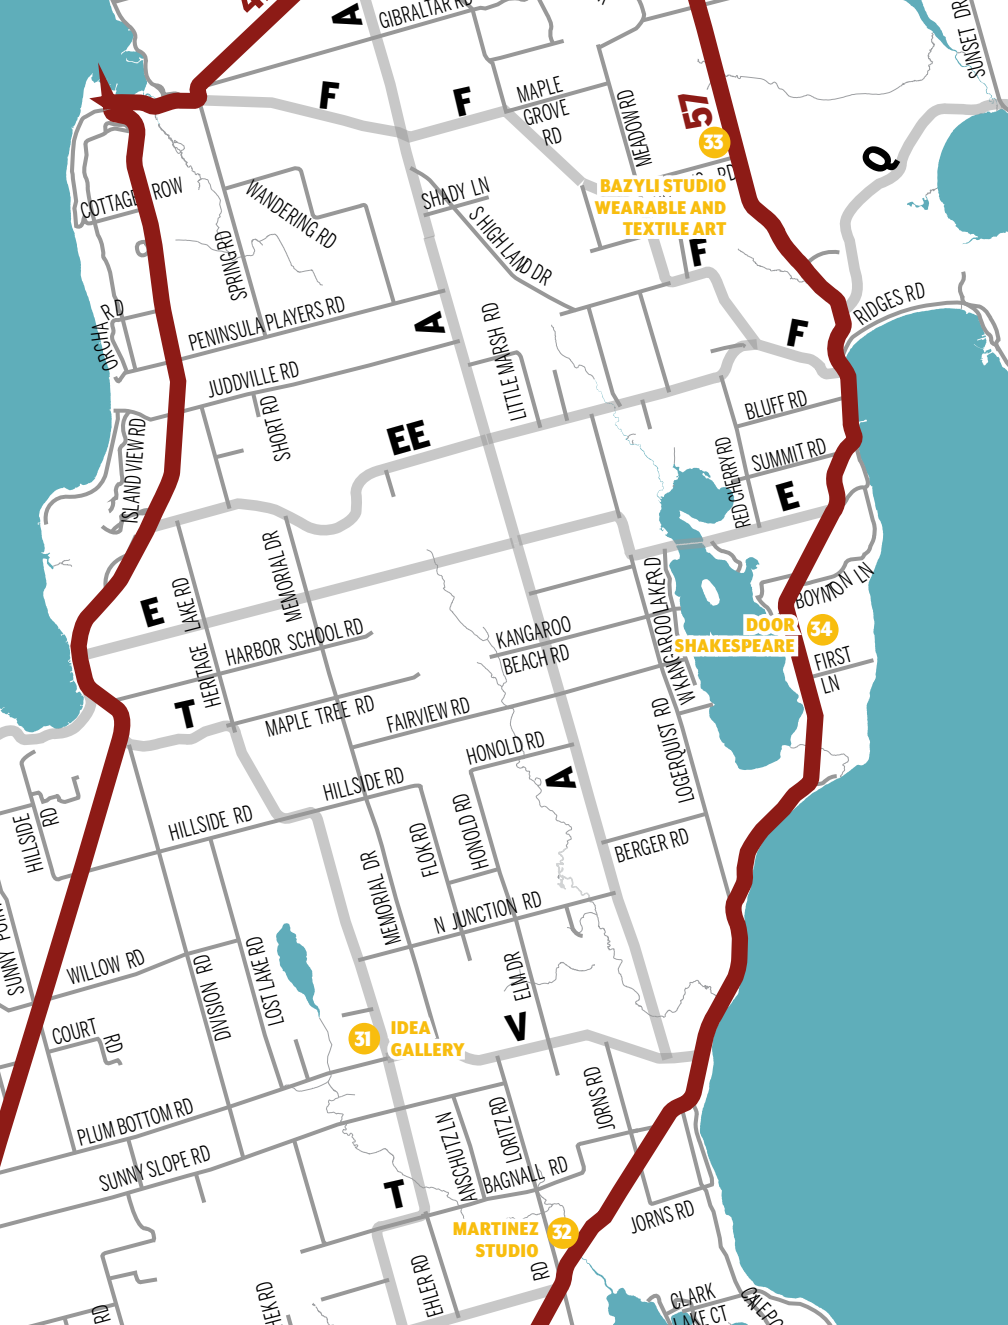 A
GIBRALTAR RD
SUNSET DR
F
F
MAPLE
GROVE
RD
MEADOW RD
57
33
Q
RD
BAZYLI STUDIO
WEARABLE AND
TEXTILE ART
COTTAGE ROW
WANDERING RD
SHADY LN
S HIGHLAND DR
SPRING RD
F
ORCHARD RD
PENINSULA PLAYERS RD
A
LITTLE MARSH RD
RIDGES RD
F
JUDDVILLE RD
SHORT RD
EE
BLUFF RD
ISLAND VIEW RD
SUMMIT RD
RED CHERRY RD
E
E
LAKE RD
HERITAGE
MEMORIAL DR
HARBOR SCHOOL RD
KANGAROO
BEACH RD
W KANGAROO LAKE RD
BOYNTON LN
DOOR
SHAKESPEARE
34
FIRST
LN
T
MAPLE TREE RD
FAIRVIEW RD
LOGERQUIST RD
HONOLD RD
A
HILLSIDE RD
HILLSIDE
RD
HILLSIDE RD
FLOK RD
HONOLD RD
BERGER RD
MEMORIAL DR
N JUNCTION RD
SUNNY POINT
WILLOW RD
DIVISION RD
LOST LAKE RD
ELM DR
COURT
RD
31
IDEA
GALLERY
V
PLUM BOTTOM RD
JORNS RD
SUNNY SLOPE RD
ANSCHUTZ LN
LORITZ RD
BAGNALL RD
T
MARTINEZ
STUDIO
32
JORNS RD
EHLER RD
RD
CLARK
LAKE CT
RD